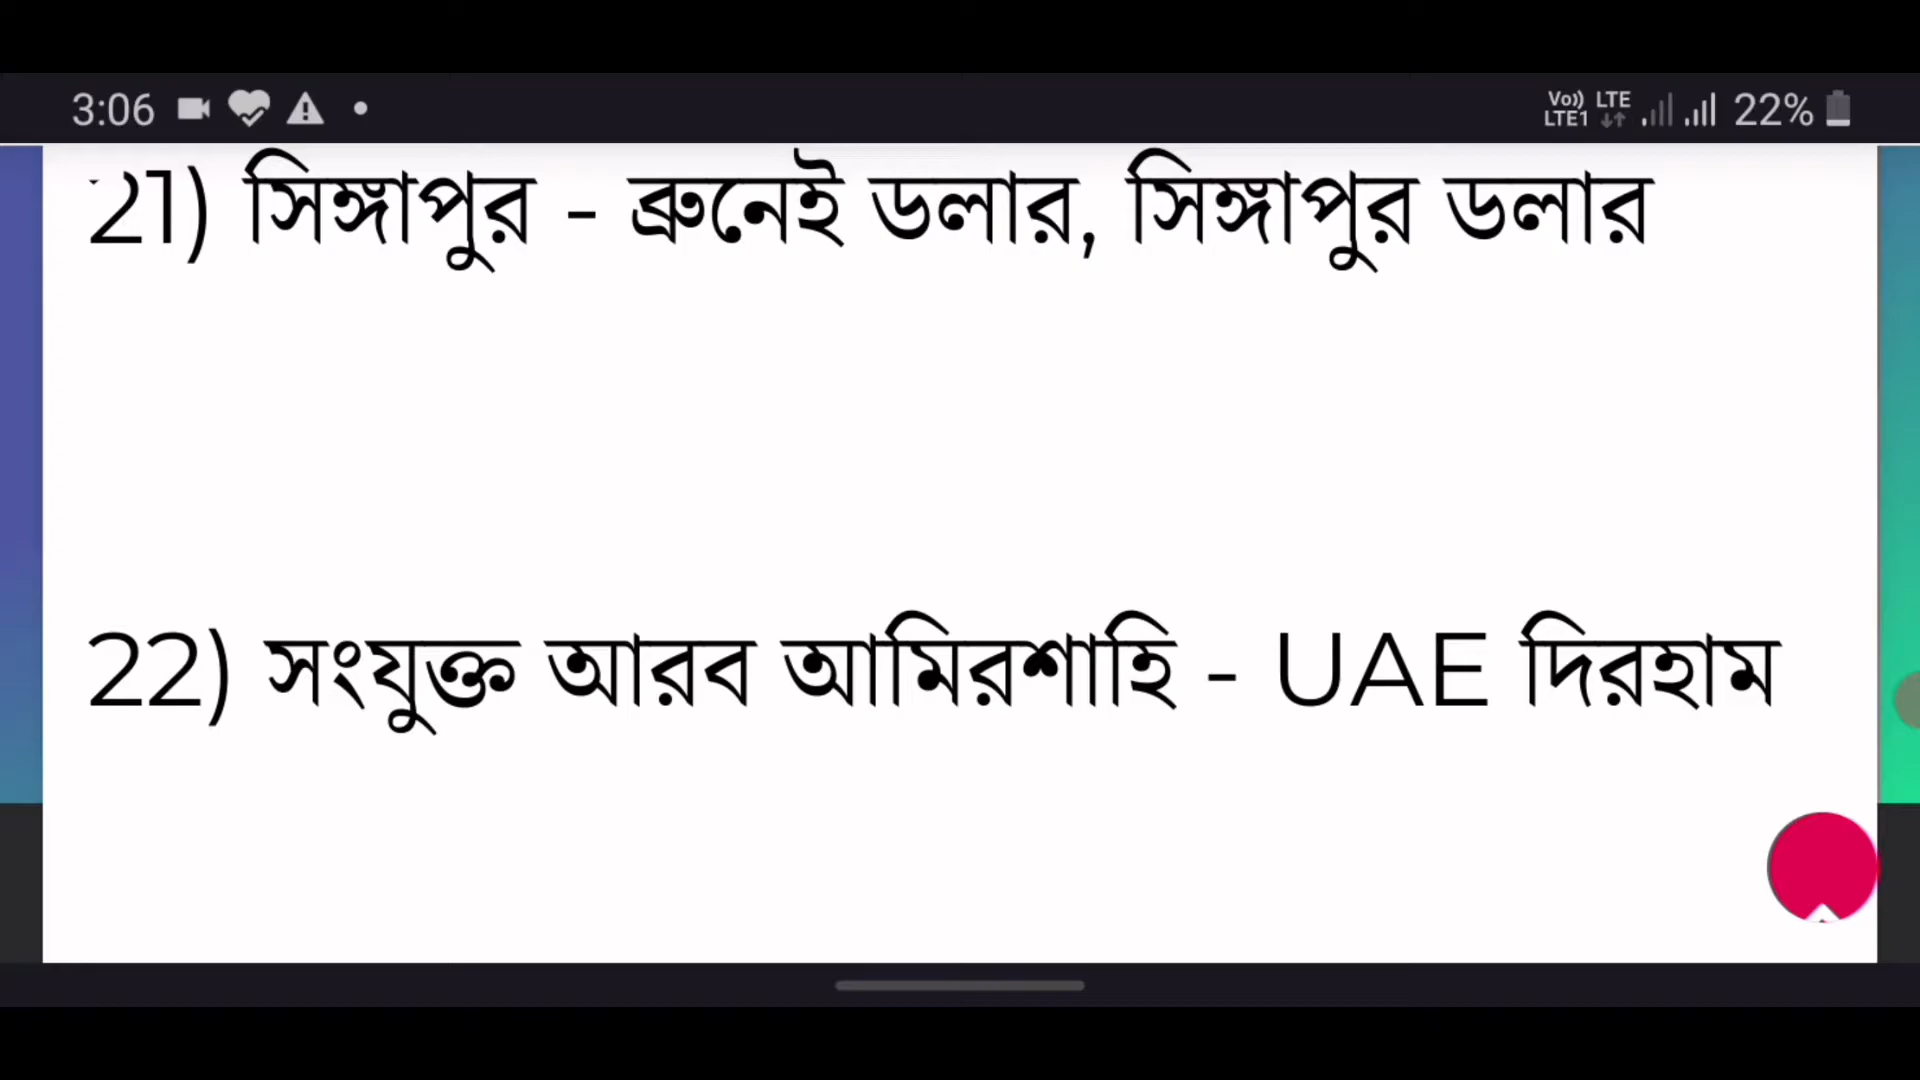 3:06
Vo)) LTE
LTE1
22%
21) সিঙ্গাপুর - ব্রুনেই ডলার, সিঙ্গাপুর ডলার
22) সংযুক্ত আরব আমিরশাহি - UAE দিরহাম